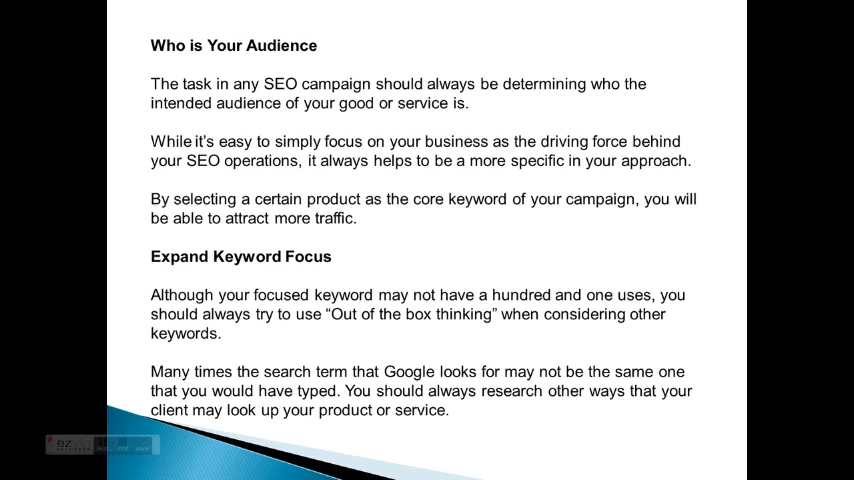 Who is Your Audience
The task in any SEO campaign should always be determining who the
intended audience of your good or service is.
While it's easy to simply focus on your business as the driving force behind
your SEO operations, it always helps to be a more specific in your approach.
By selecting a certain product as the core keyword of your campaign, you will
be able to attract more traffic.
Expand Keyword Focus
Although your focused keyword may not have a hundred and one uses, you
should always try to use “Out of the box thinking” when considering other
keywords.
Many times the search term that Google looks for may not be the same one
that you would have typed. You should always research other ways that your
client may look up your product or service.
ezvid